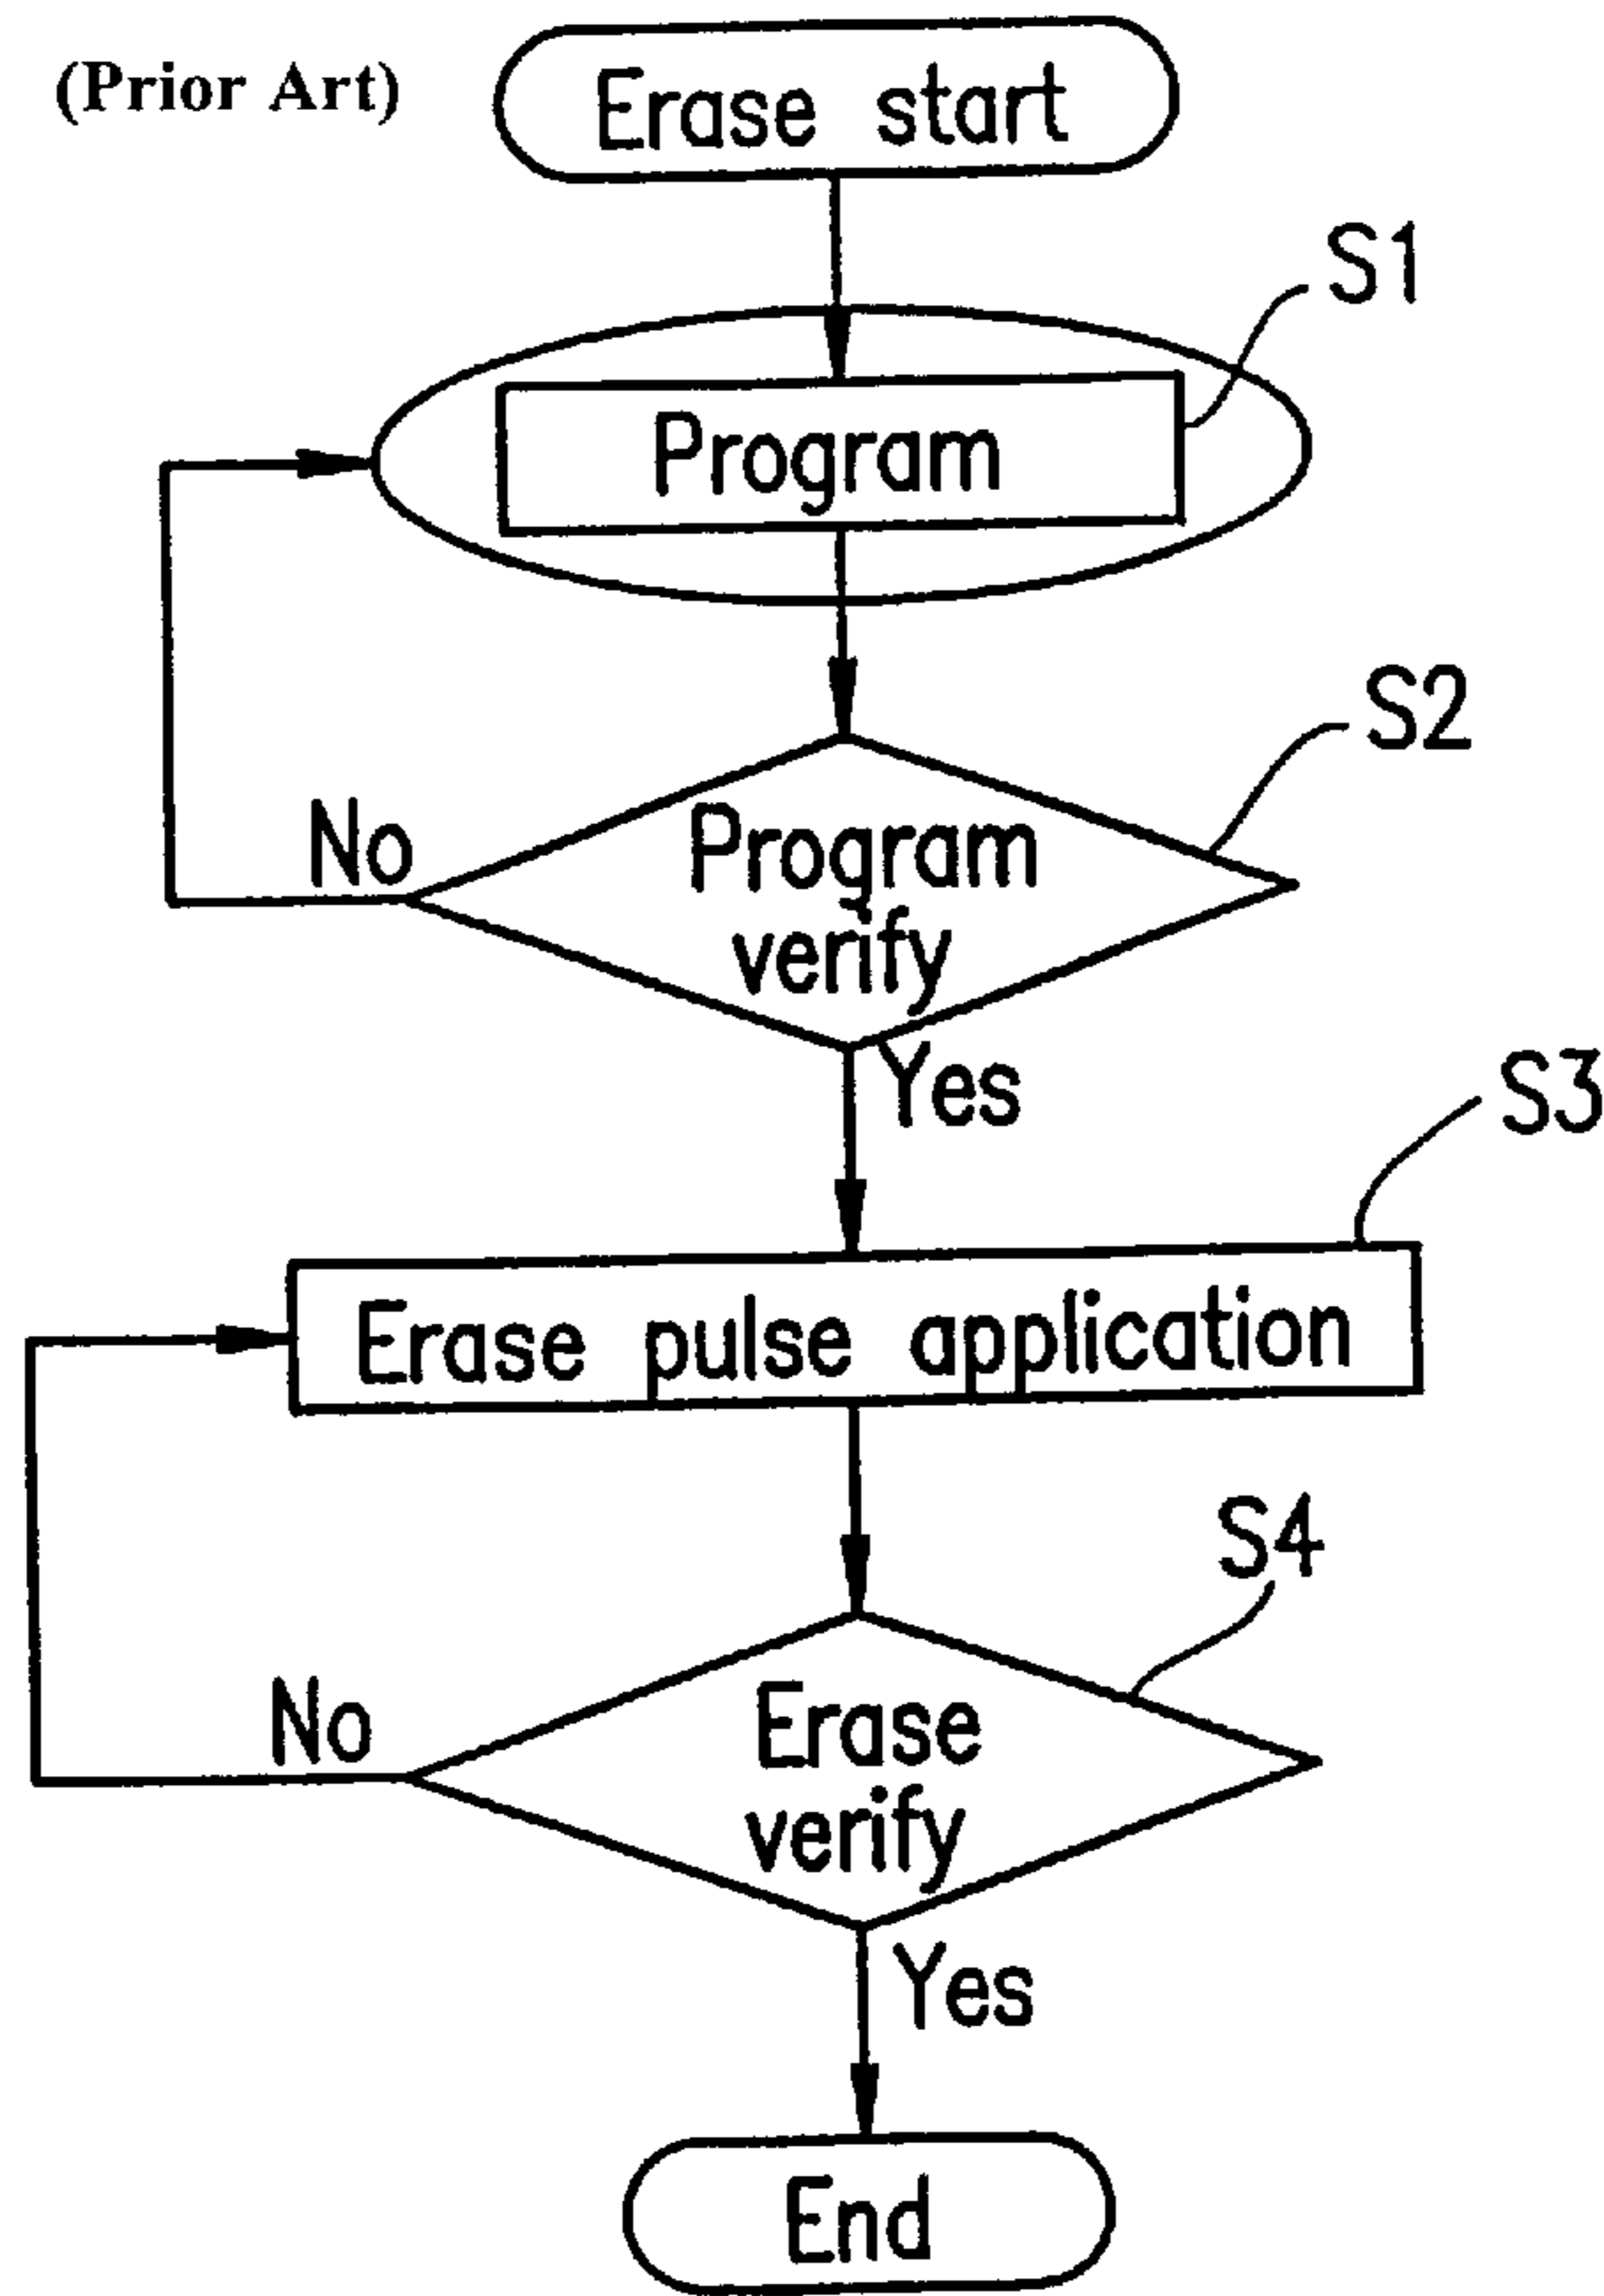 (Prior Art)
Erase start
S1
Program
S2
No
Program
verify
Yes
S3
Erase pulse application
S4
No
Erase
verify
Yes
End